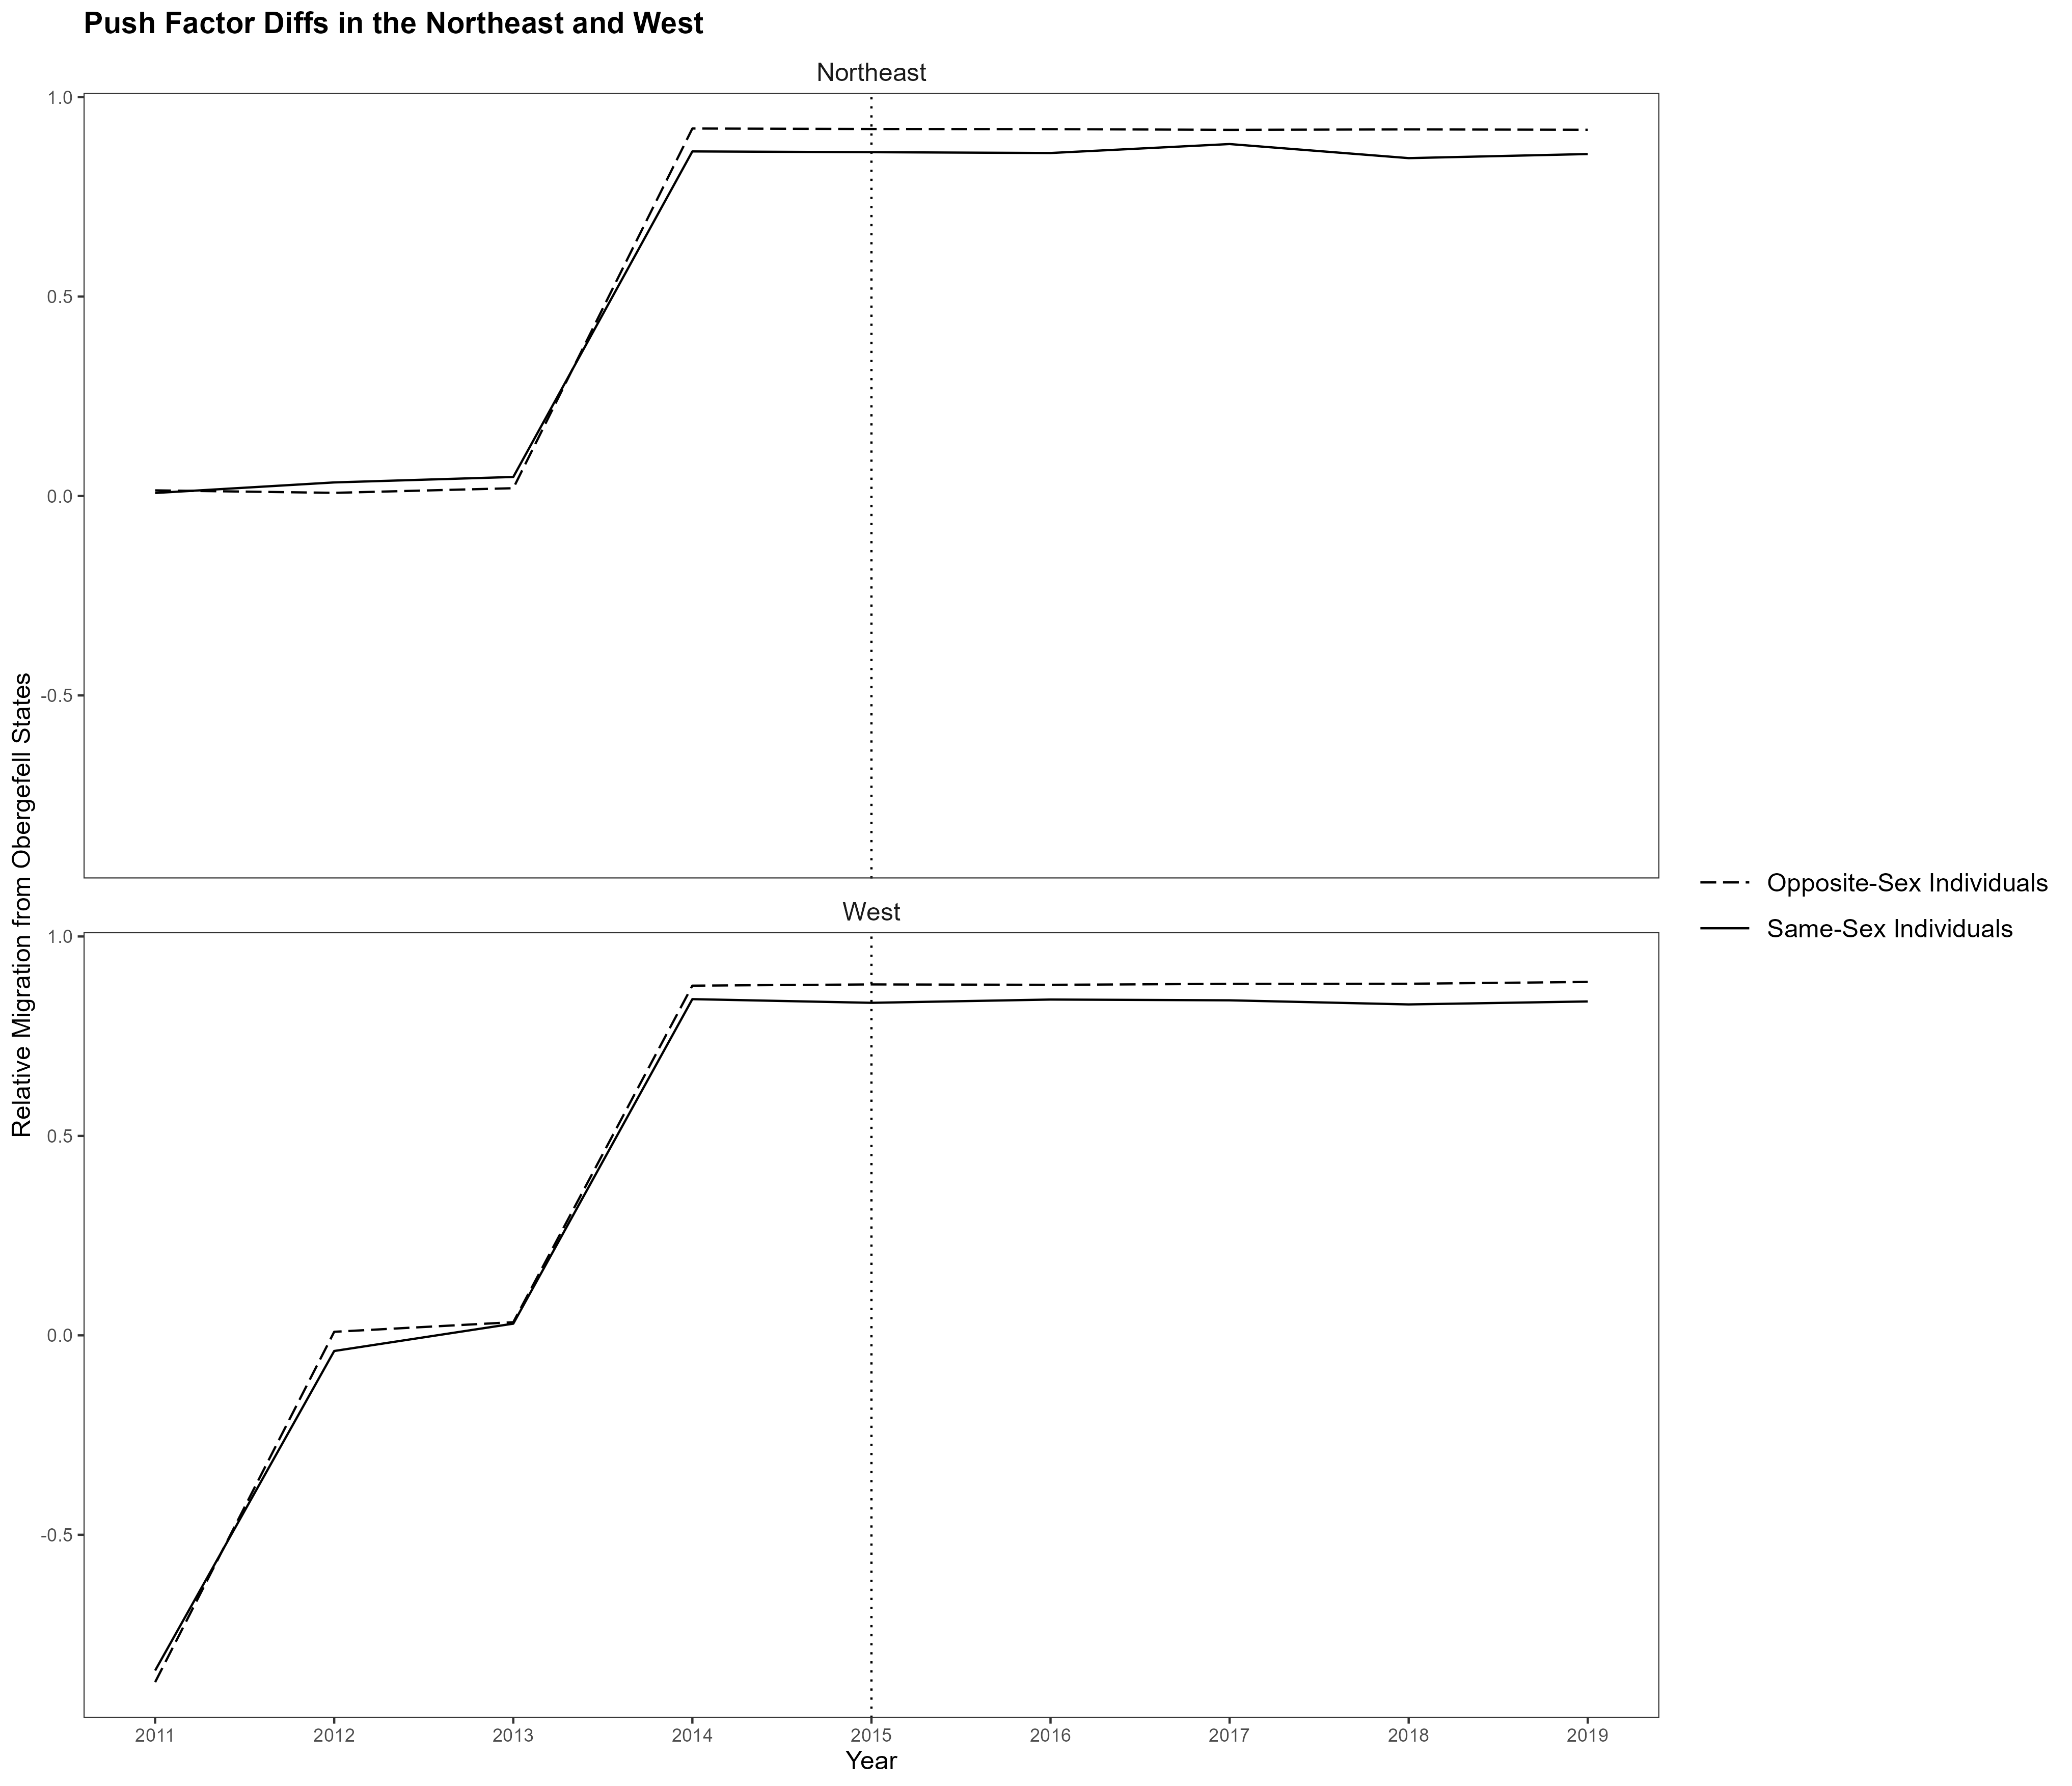 Push Factor Diffs in the Northeast and West
Northeast
1.0
0.5
0.0
-0.5
West
1.0
0.5
0.0
-0.5
Relative Migration from Obergefell States
2011 2012 2013 2014 2015 2016 2017 2018 2019
Year
Opposite-Sex Individuals
Same-Sex Individuals